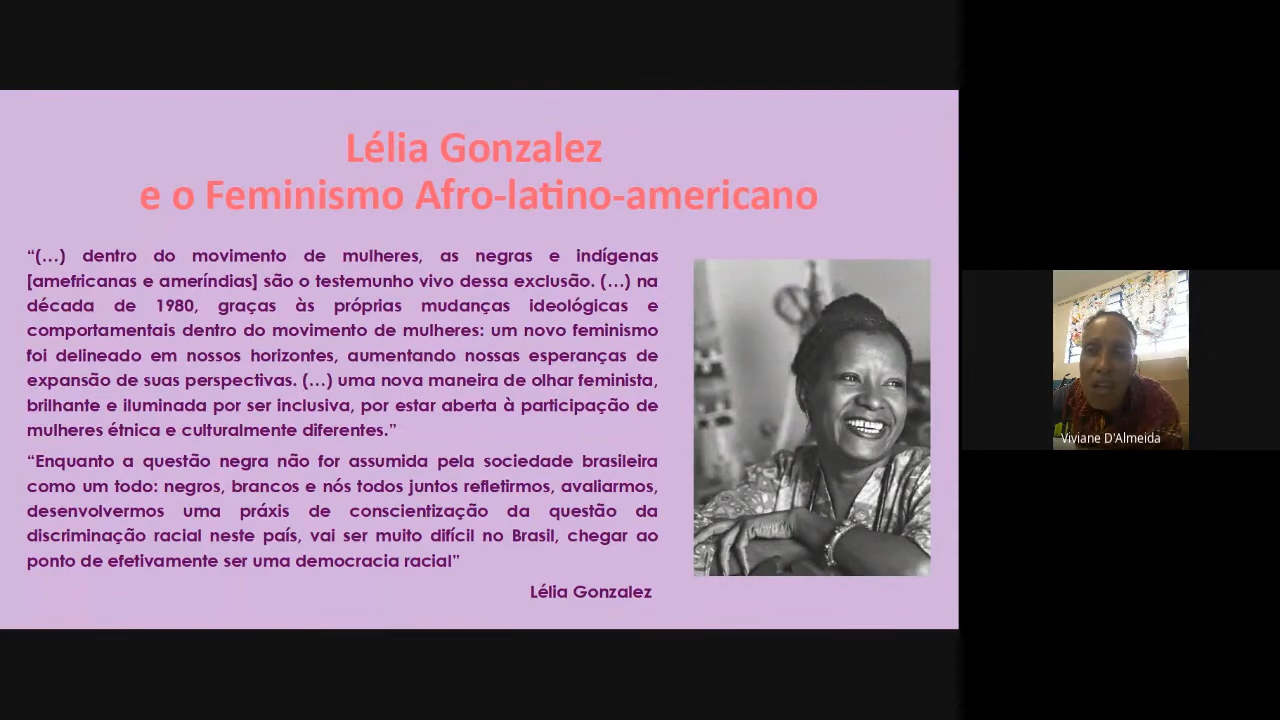 Lélia Gonzalez
e o Feminismo Afro-latino-americano
“(…) dentro do movimento de mulheres, as negras e indígenas
[amefricanas e ameríndias] são o testemunho vivo dessa exclusão. (…) na
década de 1980, graças às próprias mudanças ideológicas e
comportamentais dentro do movimento de mulheres: um novo feminismo
foi delineado em nossos horizontes, aumentando nossas esperanças de
expansão de suas perspectivas. (…) uma nova maneira de olhar feminista,
brilhante e iluminada por ser inclusiva, por estar aberta à participação de
mulheres étnica e culturalmente diferentes.”
“Enquanto a questão negra não for assumida pela sociedade brasileira
como um todo: negros, brancos e nós todos juntos refletirmos, avaliarmos,
desenvolvermos uma práxis de conscientização da questão da
discriminação racial neste país, vai ser muito difícil no Brasil, chegar ao
ponto de efetivamente ser uma democracia racial”
Lélia Gonzalez
Viviane D'Almeida